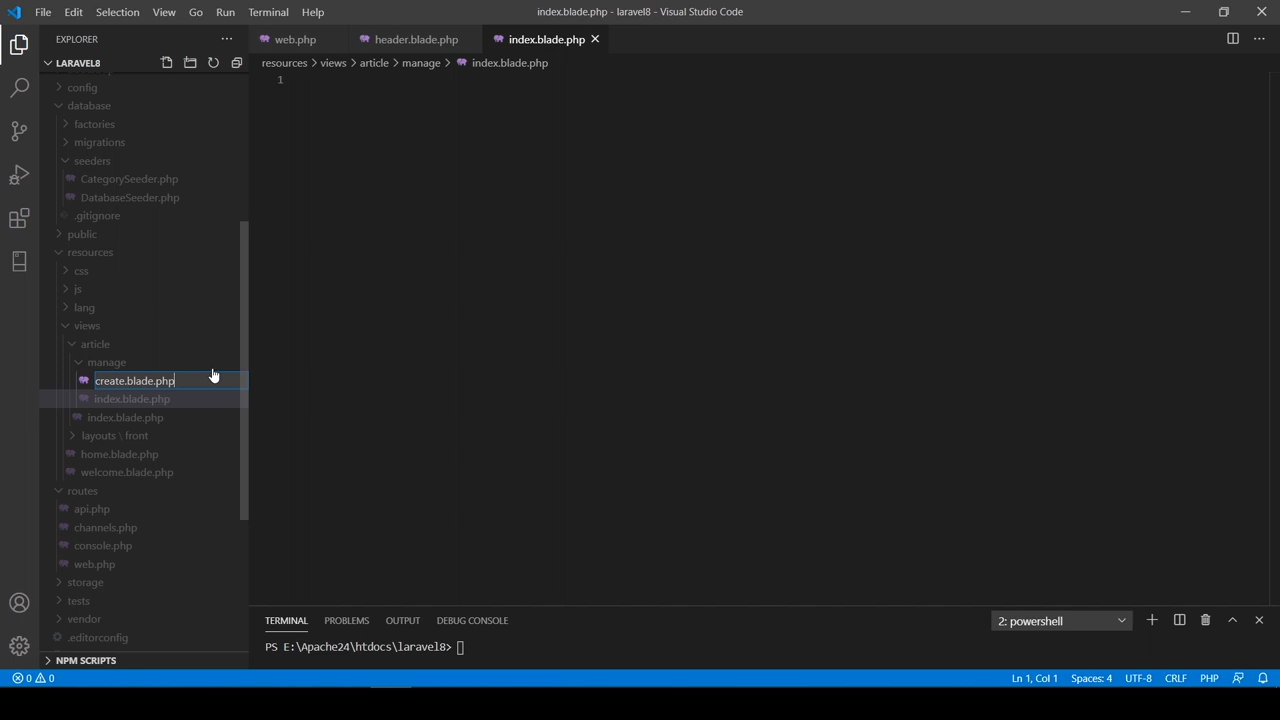 File Edit Selection View Go Run Terminal Help
index.blade.php - laravel8 - Visual Studio Code
EXPLORER
web.php
header.blade.php
index.blade.php
LARAVEL8
resources > views > article > manage > index.blade.php
1
config
database
factories
migrations
seeders
CategorySeeder.php
DatabaseSeeder.php
.gitignore
public
resources
css
js
lang
views
article
manage
create.blade.php
index.blade.php
index.blade.php
layouts \ front
home.blade.php
welcome.blade.php
routes
api.php
channels.php
console.php
web.php
storage
tests
vendor
.editorconfig
NPM SCRIPTS
TERMINAL PROBLEMS OUTPUT DEBUG CONSOLE
2: powershell
PS E:\Apache24\htdocs\laravel8>
0 0
Ln 1, Col 1 Spaces: 4 UTF-8 CRLF PHP